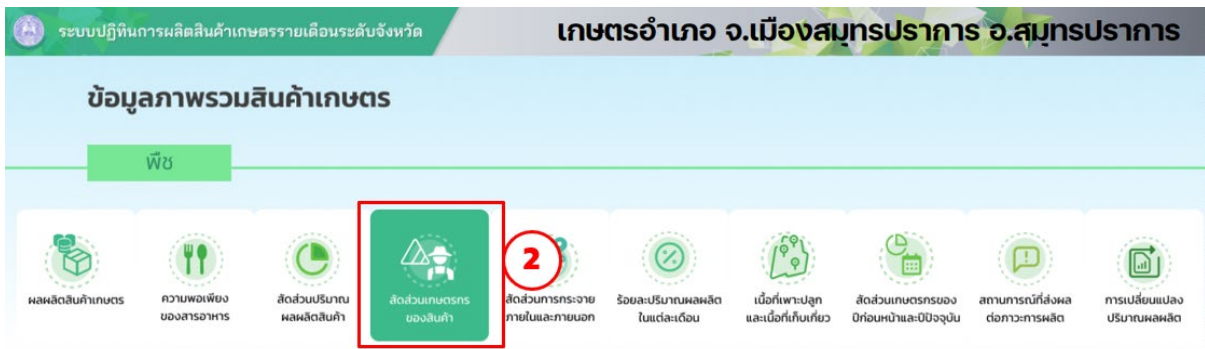 ระบบปฏิทินการผลิตสินค้าเกษตรรายเดือนระดับจังหวัด
เกษตรอำเภอ จ.เมืองสมุทรปราการ อ.สมุทรปราการ
ข้อมูลภาพรวมสินค้าเกษตร
พืช
2
ผลผลิตสินค้าเกษตร
ความพอเพียง
ของสารอาหาร
สัดส่วนปริมาณ
ผลผลิตสินค้า
สัดส่วนเกษตรกร
ของสินค้า
สัดส่วนการกระจาย
ภายในและภายนอก
ร้อยละปริมาณผลผลิต
ในแต่ละเดือน
เนื้อที่เพาะปลูก
และเนื้อที่เก็บเกี่ยว
สัดส่วนเกษตรกรของ
ปีก่อนหน้าและปีปัจจุบัน
สถานการณ์ที่ส่งผล
ต่อภาวะการผลิต
การเปลี่ยนแปลง
ปริมาณผลผลิต